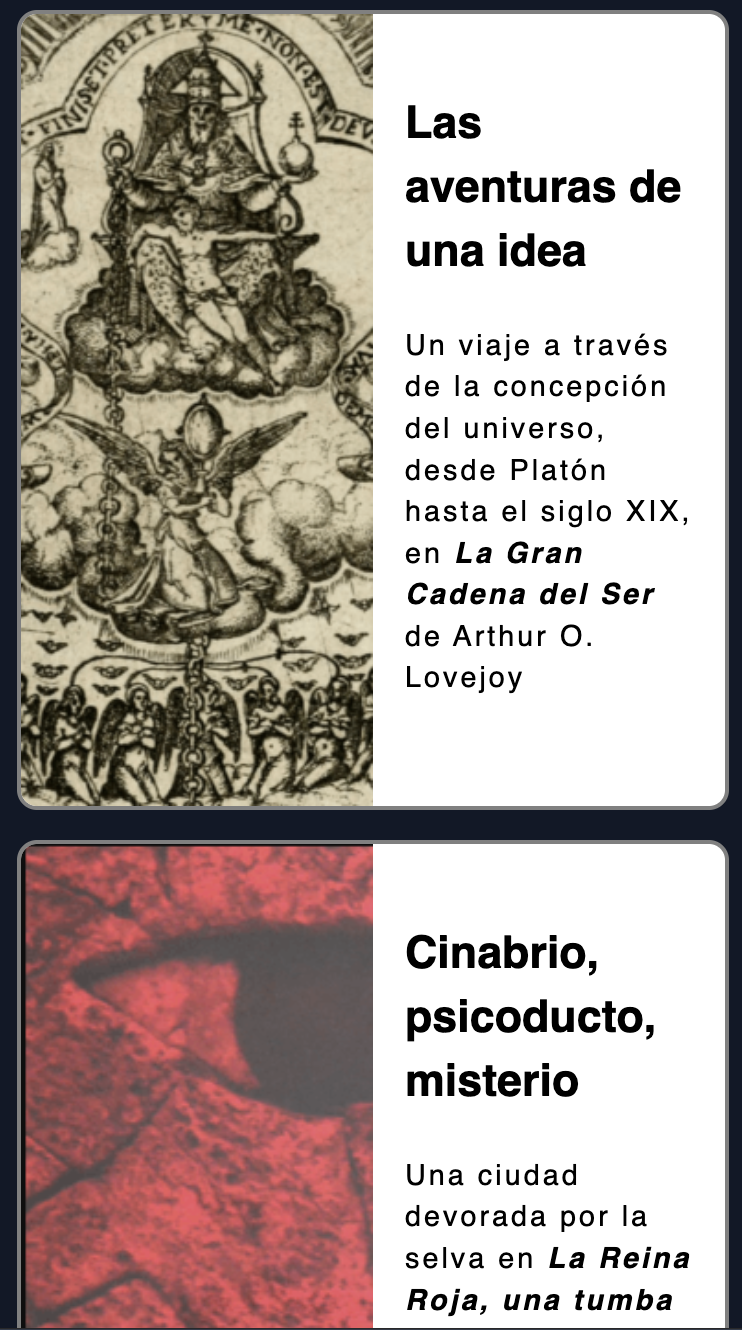 FINISET·PRETER·ME·NON·EST·DEV
Las
aventuras de
una idea
Un viaje a través
de la concepción
del universo,
desde Platón
hasta el siglo XIX,
en La Gran
Cadena del Ser
de Arthur O.
Lovejoy
Cinabrio,
psicoducto,
misterio
Una ciudad
devorada por la
selva en La Reina
Roja, una tumba